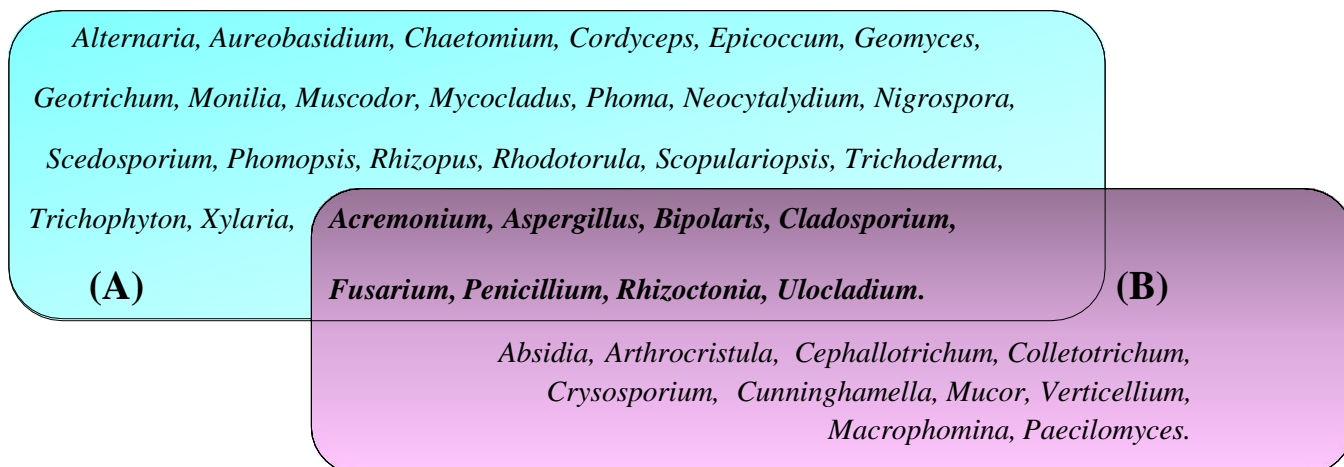 Alternaria, Aureobasidium, Chaetomium, Cordyceps, Epicoccum, Geomyces,
Geotrichum, Monilia, Muscodor, Mycocladus, Phoma, Neocytalydium, Nigrospora,
Scedosporium, Phomopsis, Rhizopus, Rhodotorula, Scopulariopsis, Trichoderma,
Trichophyton, Xylaria, Acremonium, Aspergillus, Bipolaris, Cladosporium,
(A) Fusarium, Penicillium, Rhizoctonia, Ulocladium. (B)
Absidia, Arthrocristula, Cephallotrichum, Colletotrichum,
Crysosporium, Cunninghamella, Mucor, Verticellium,
Macrophomina, Paecilomyces.